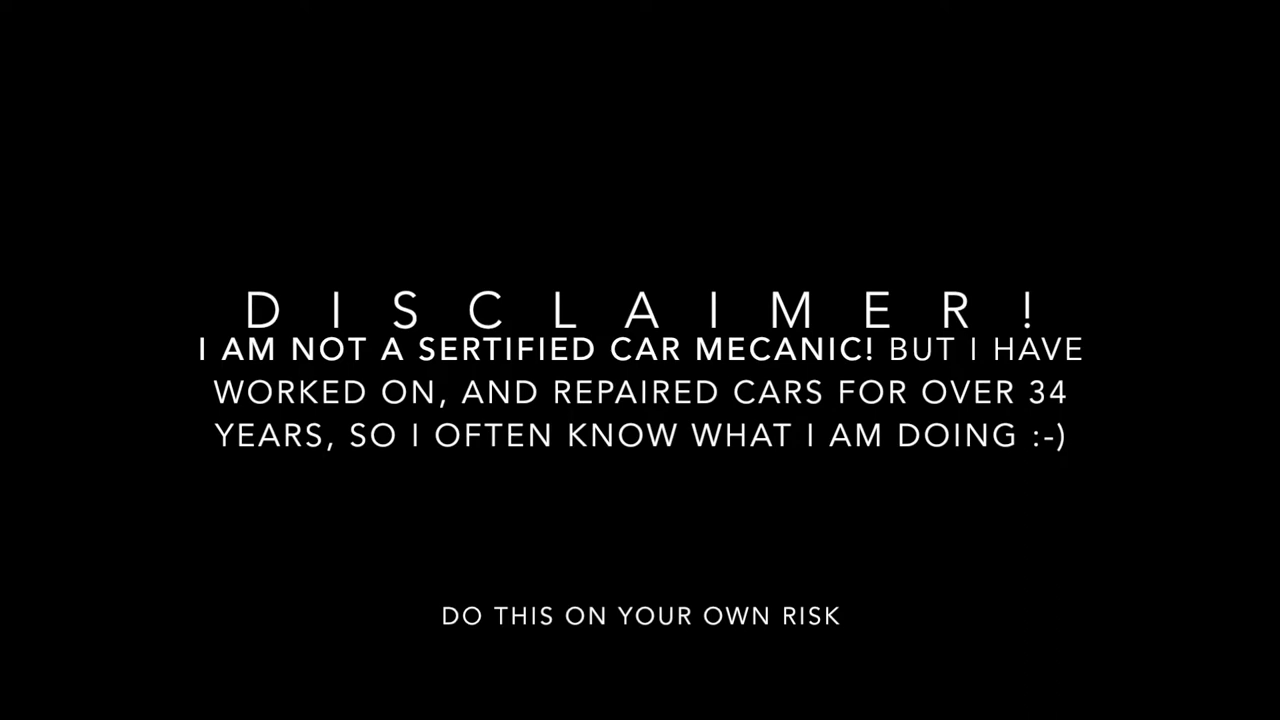 DISCLAIMER!
I AM NOT A SERTIFIED CAR MECANIC! BUT I HAVE
WORKED ON, AND REPAIRED CARS FOR OVER 34
YEARS, SO I OFTEN KNOW WHAT I AM DOING :-)
DO THIS ON YOUR OWN RISK